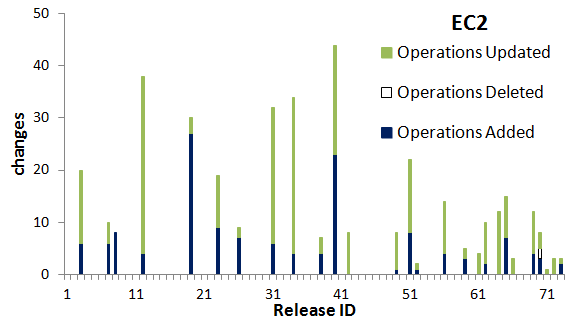 EC2
Operations Updated
Operations Deleted
Operations Added
changes
50
40
30
20
10
0
1 11 21 31 41 51 61 71
Release ID